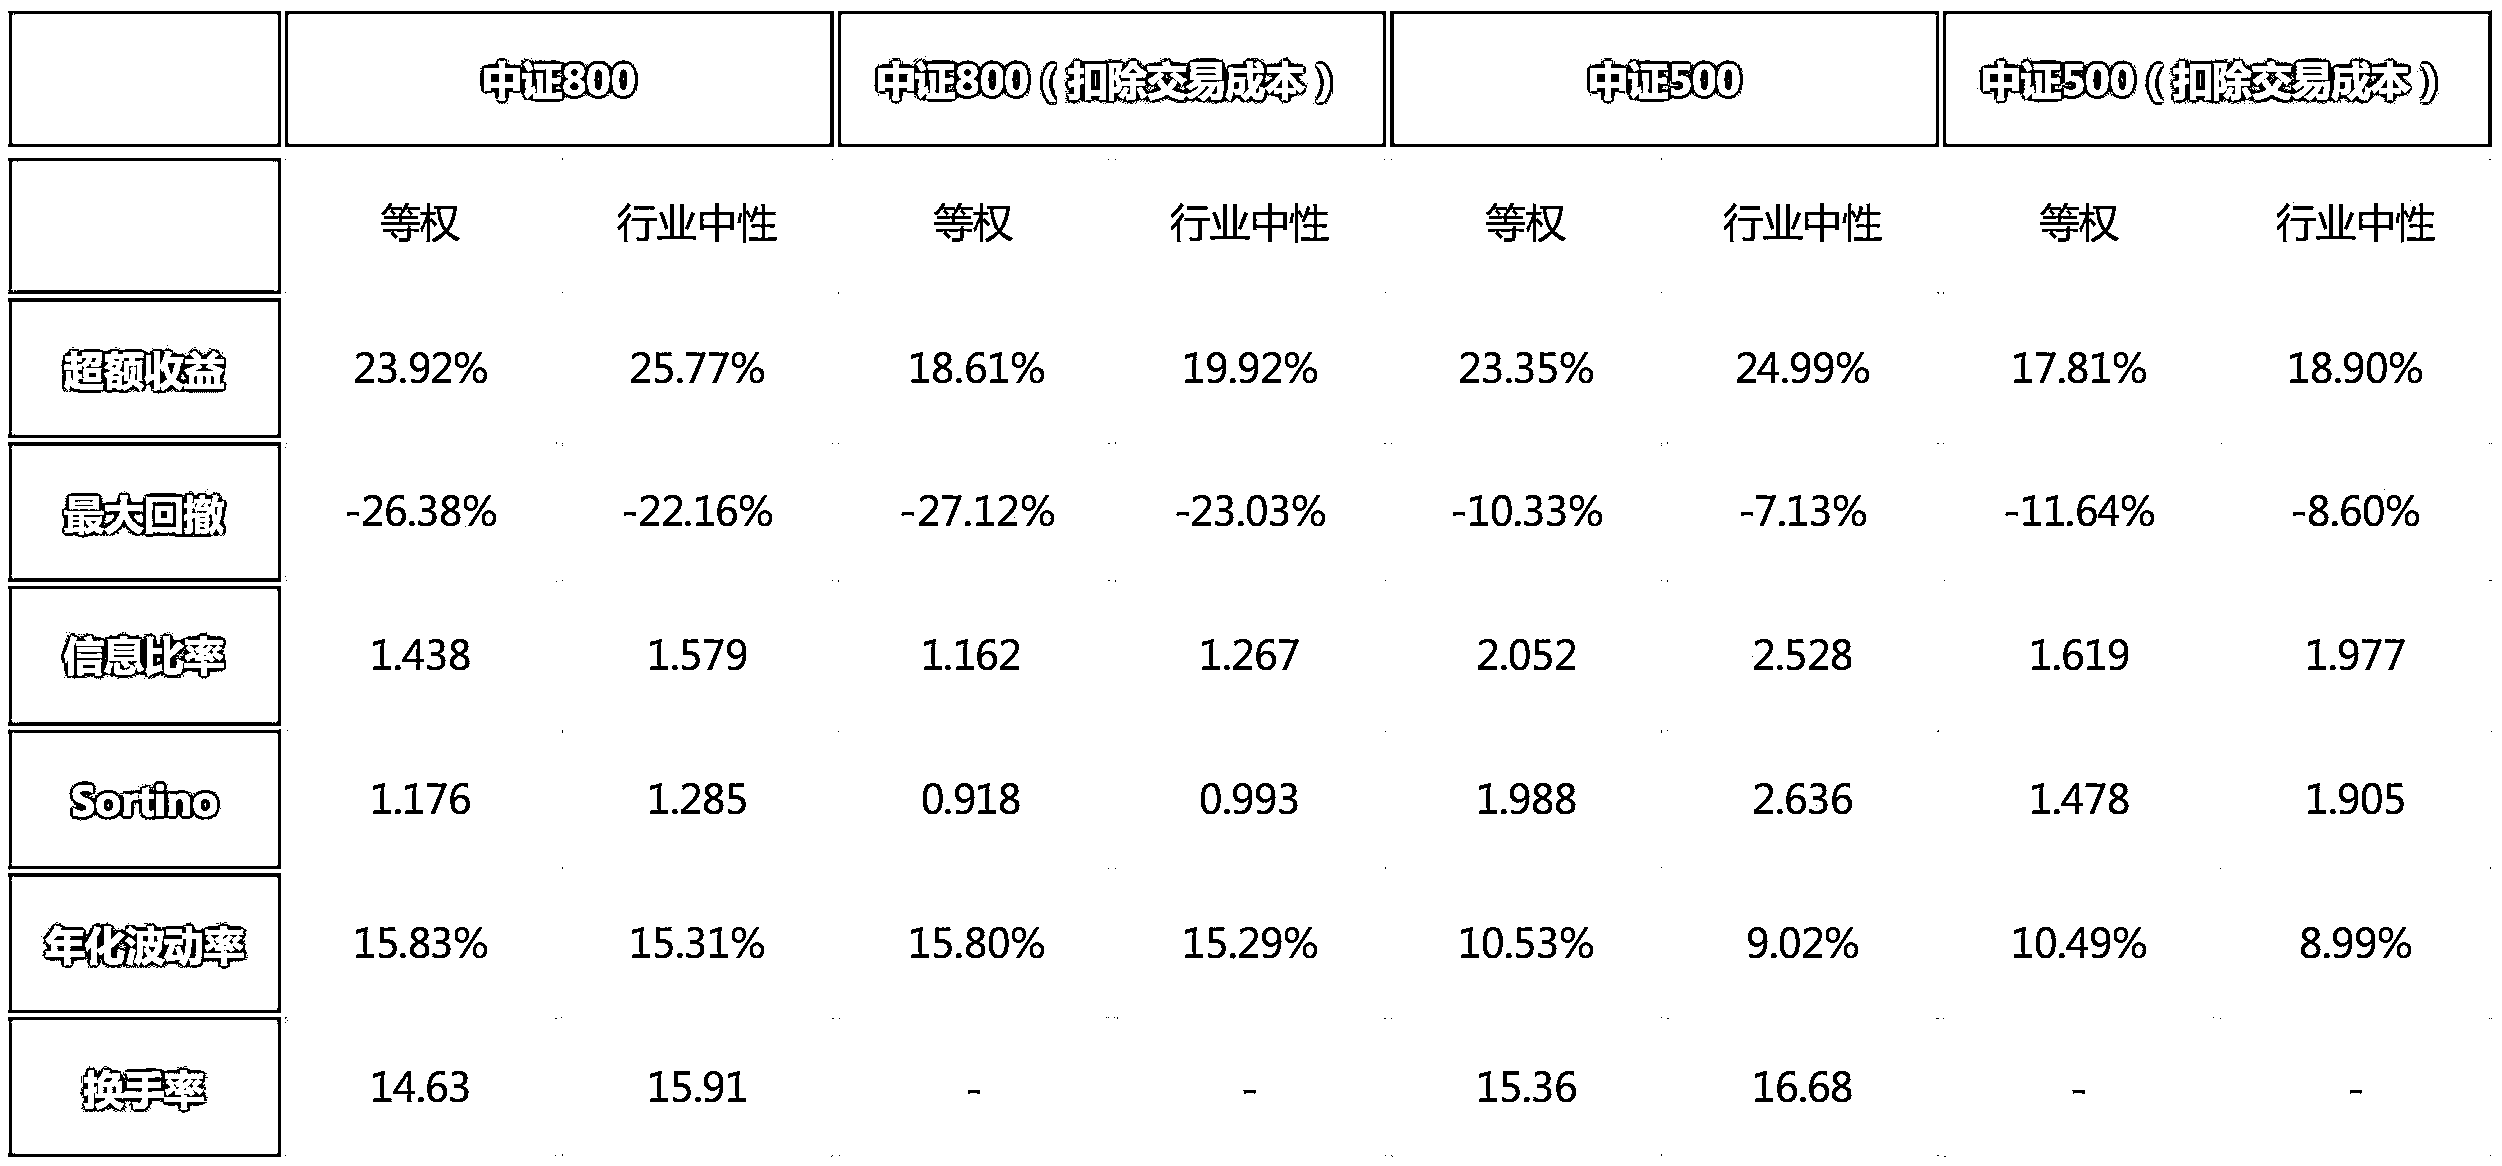 中证800 中证800（扣除交易成本） 中证500 中证500（扣除交易成本）
等权 行业中性 等权 行业中性 等权 行业中性 等权 行业中性
超额收益 23.92% 25.77% 18.61% 19.92% 23.35% 24.99% 17.81% 18.90%
最大回撤 -26.38% -22.16% -27.12% -23.03% -10.33% -7.13% -11.64% -8.60%
信息比率 1.438 1.579 1.162 1.267 2.052 2.528 1.619 1.977
Sortino 1.176 1.285 0.918 0.993 1.988 2.636 1.478 1.905
年化波动率 15.83% 15.31% 15.80% 15.29% 10.53% 9.02% 10.49% 8.99%
换手率 14.63 15.91 - - 15.36 16.68 - -